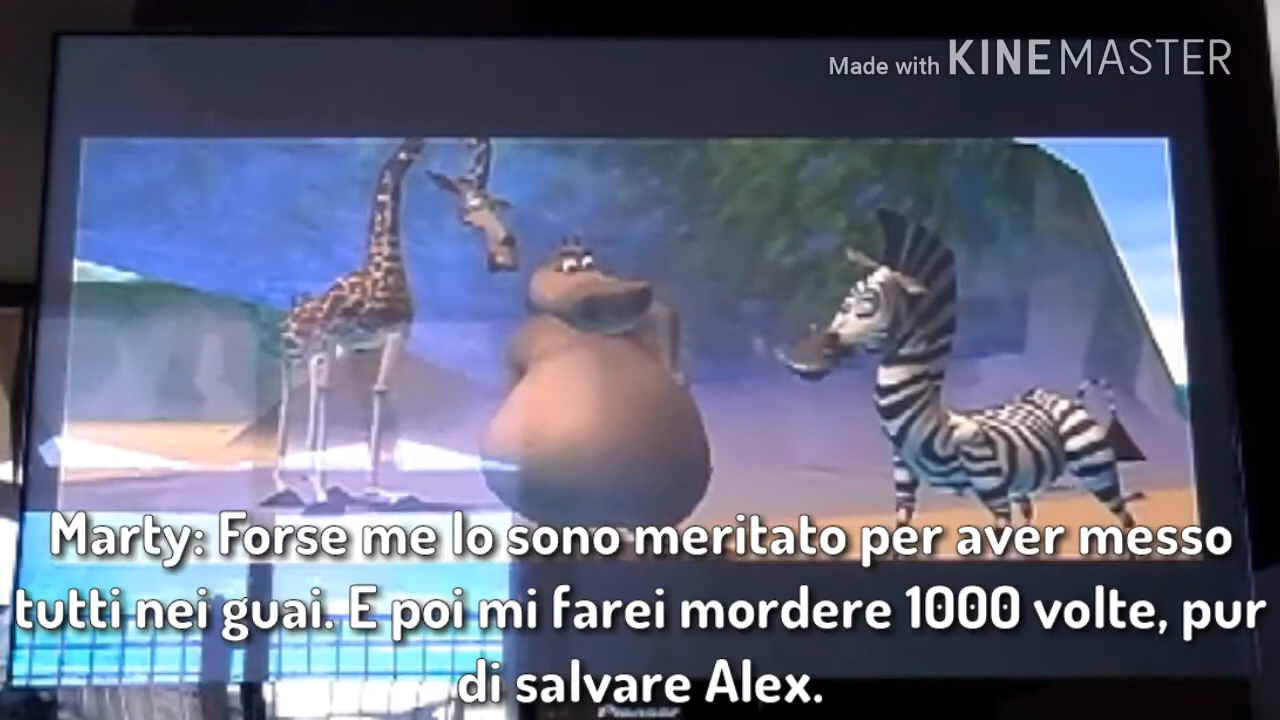 Made with KINEMASTER
Marty: Forse me lo sono meritato per aver messo
tutti nei guai. E poi mi farei mordere 1000 volte, pur
di salvare Alex.
Pioneer